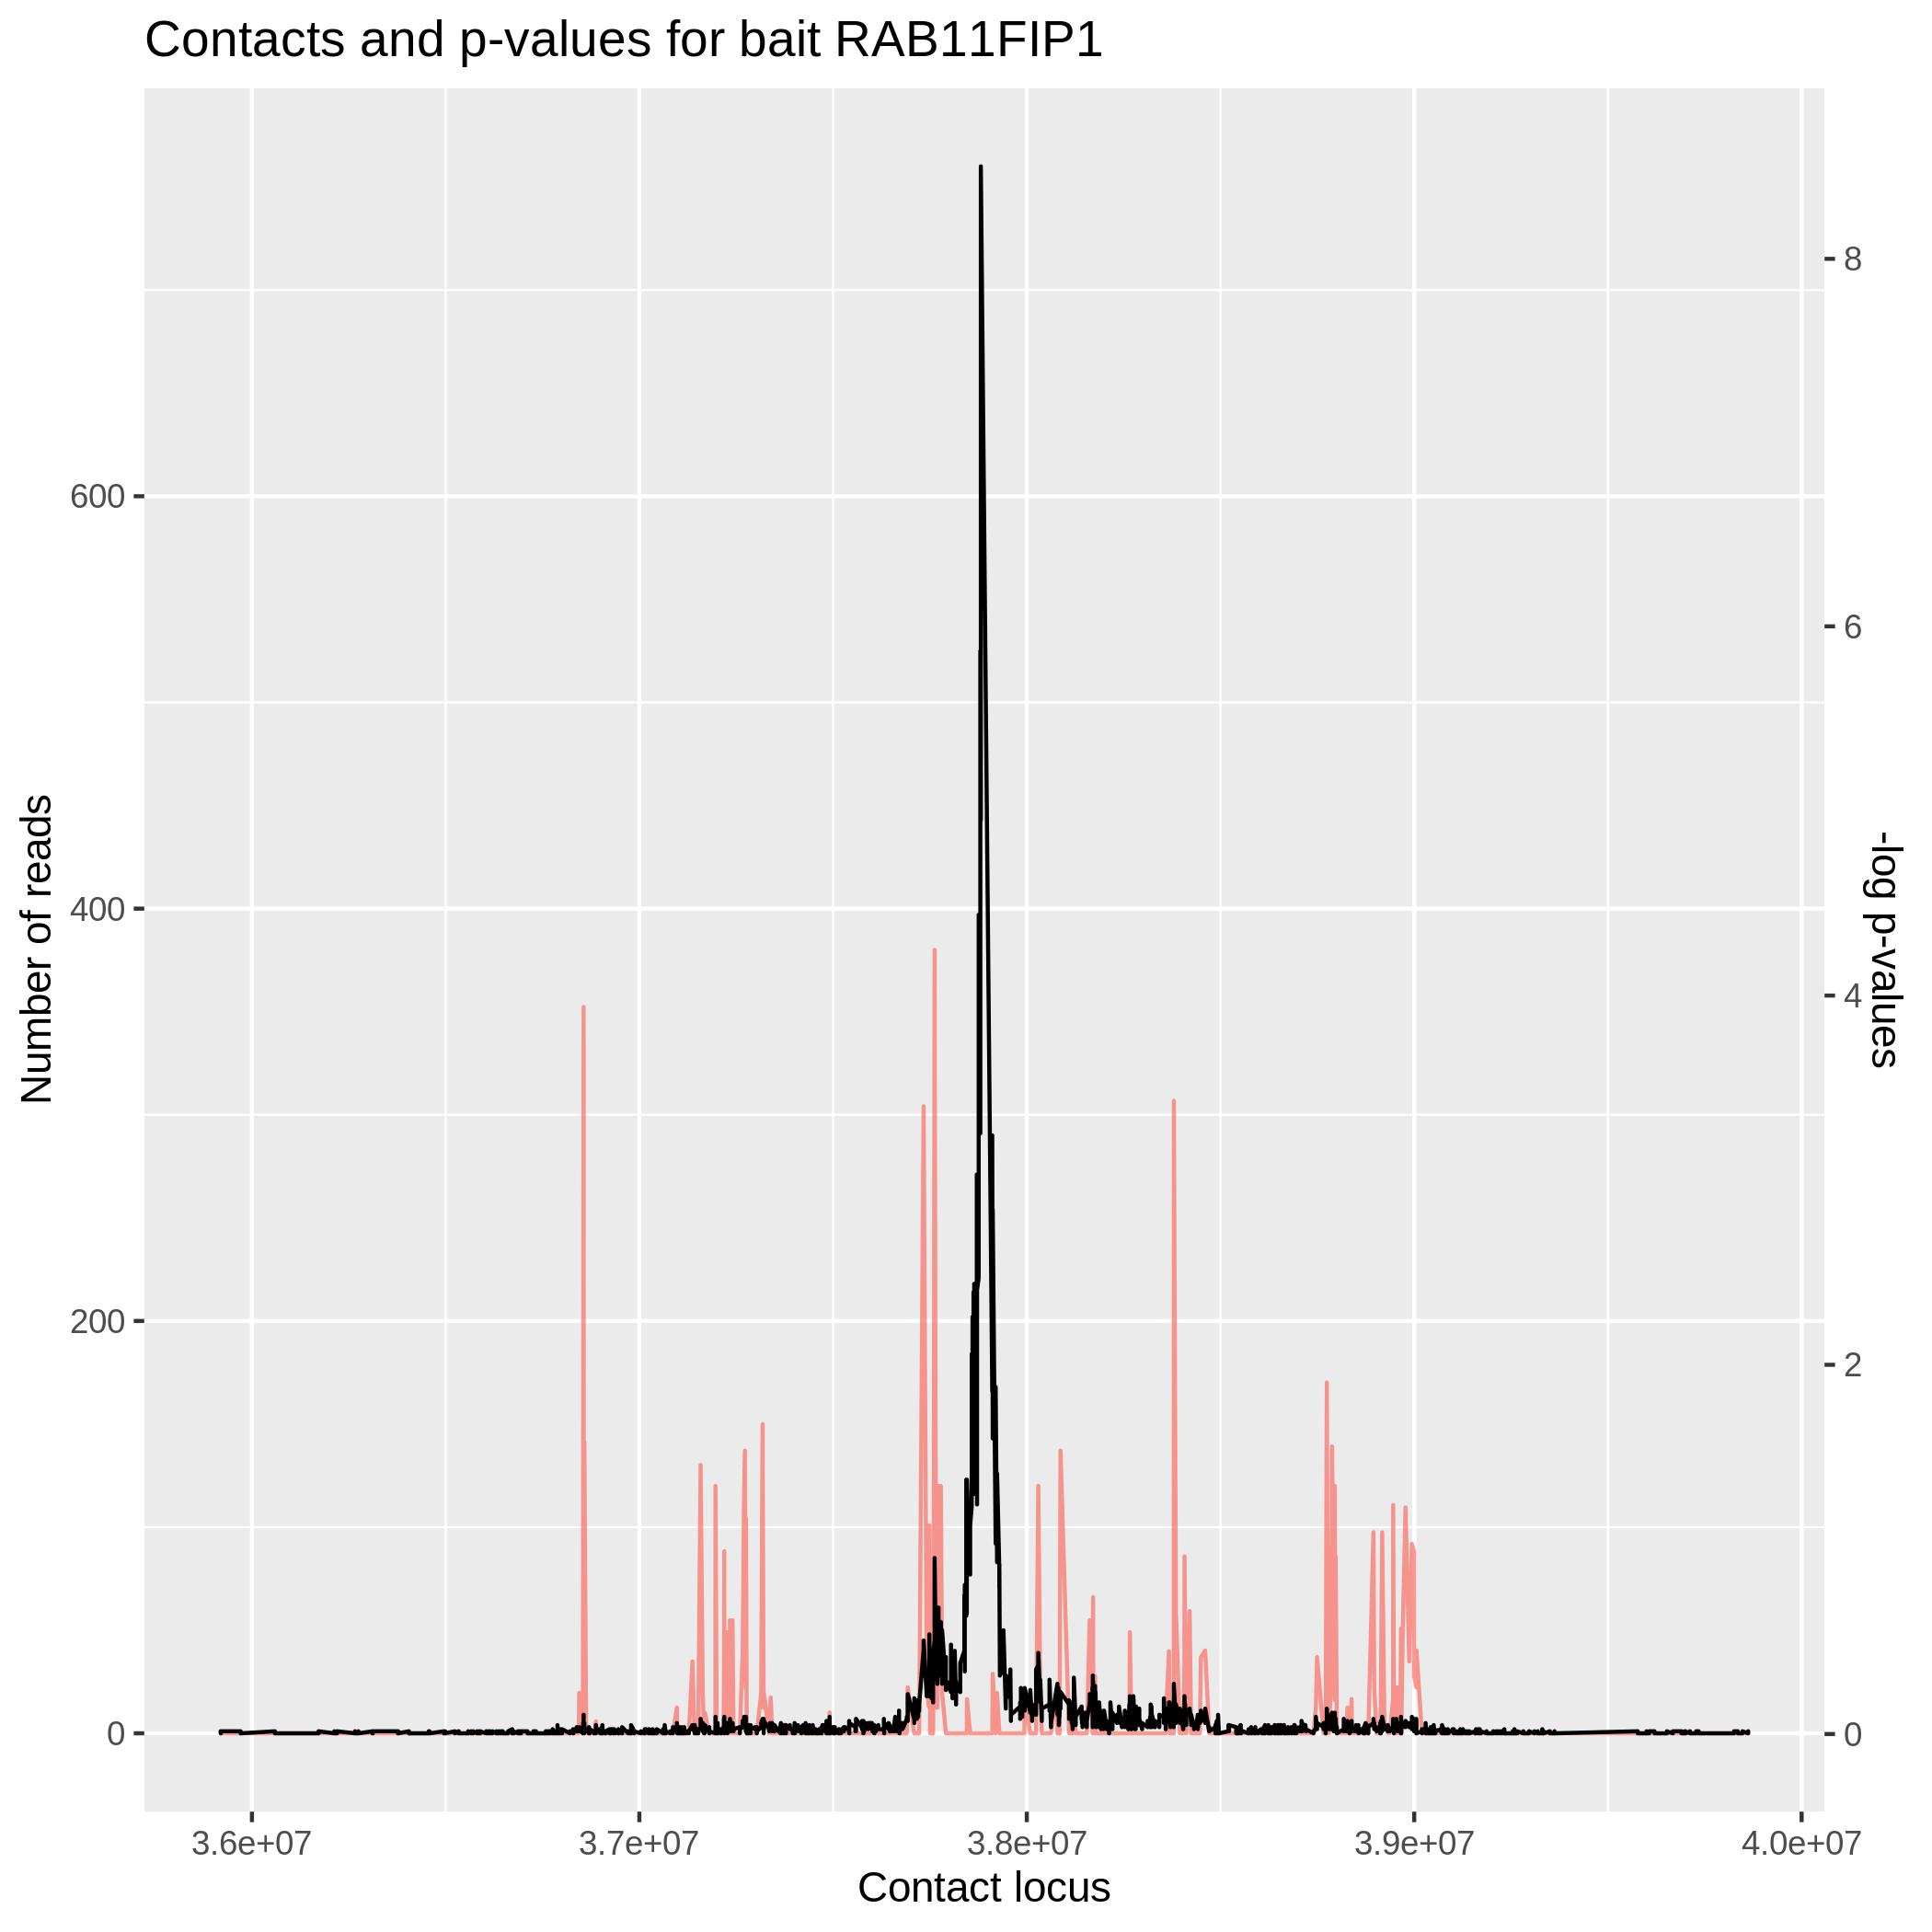 Contacts and p-values for bait RAB11FIP1
Number of reads
600
400
200
0
8
6
4
2
0
-log p-values
3.6e+07
3.7e+07
3.8e+07
3.9e+07
4.0e+07
Contact locus